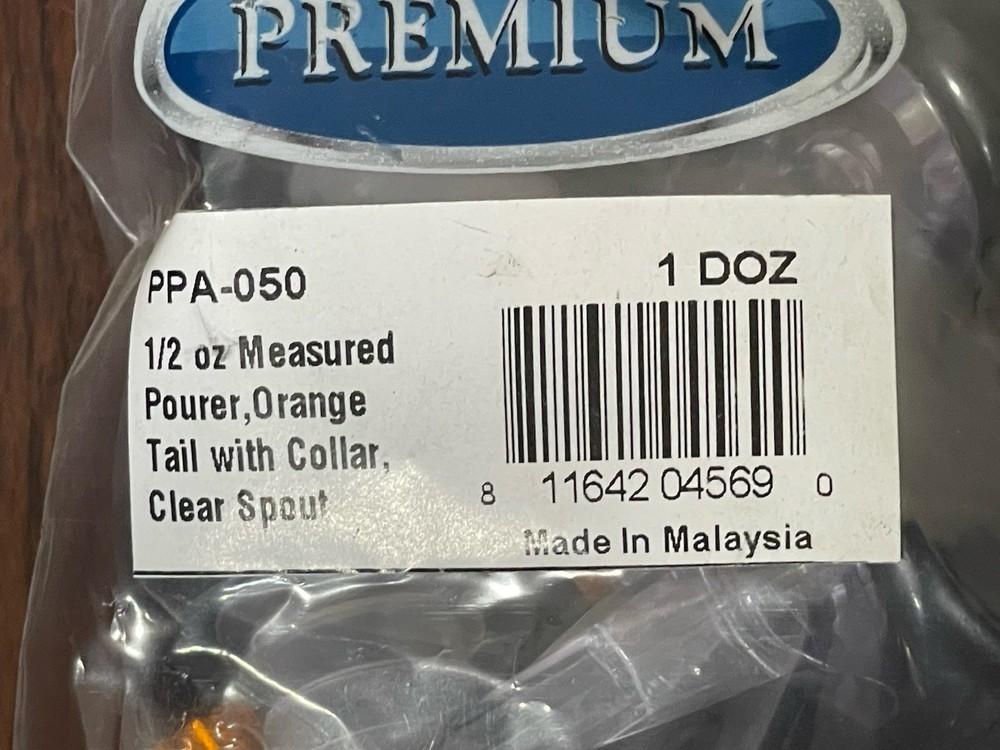 PREMIUM
PPA-050
1 DOZ
1/2 oz Measured
Pourer,Orange
Tail with Collar,
Clear Spout
8 11642 04569 0
Made In Malaysia